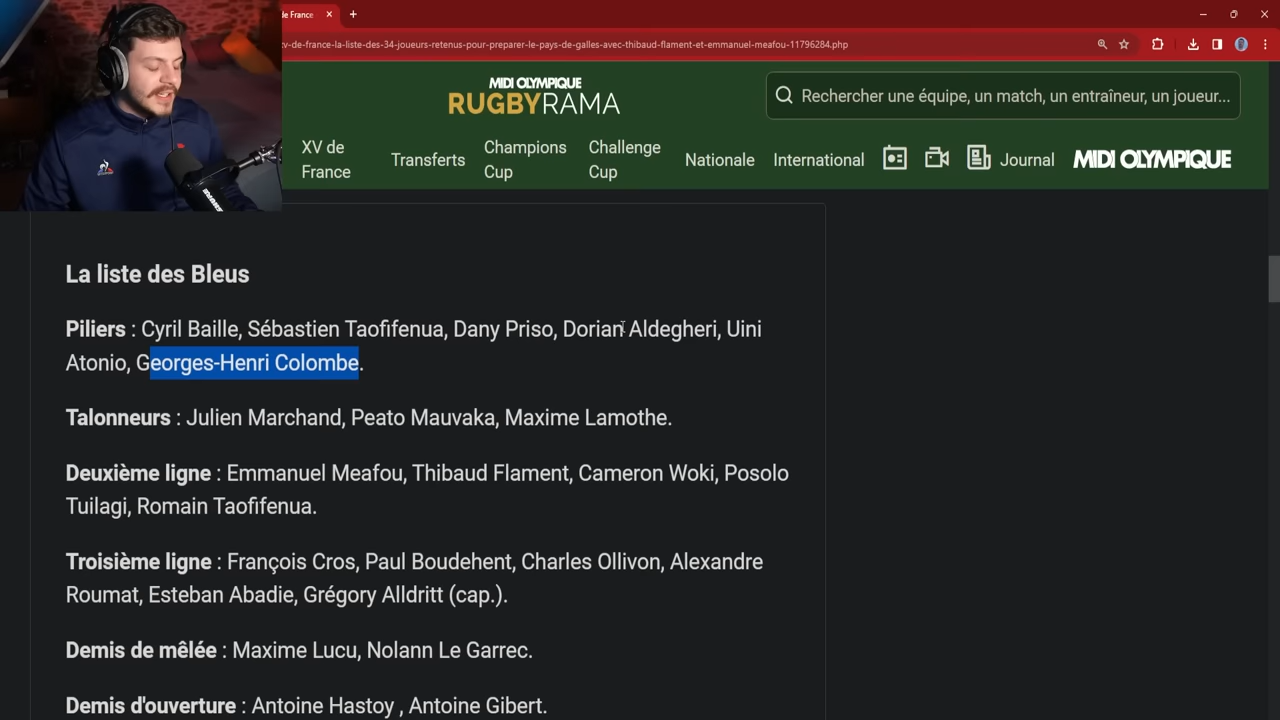 de France
tv-de-france-la-liste-des-34-joueurs-retenus-pour-preparer-le-pays-de-galles-avec-thibaud-flament-et-emmanuel-meafou-11796284.php
MIDI OLYMPIQUE
RUGBYRAMA
Rechercher une équipe, un match, un entraîneur, un joueur...
XV de
France
Transferts
Champions
Cup
Challenge
Cup
Nationale
International
Journal
MIDI OLYMPIQUE
La liste des Bleus
Piliers : Cyril Baille, Sébastien Taofifenua, Dany Priso, Dorian Aldegheri, Uini
Atonio, Georges-Henri Colombe.
Talonneurs : Julien Marchand, Peato Mauvaka, Maxime Lamothe.
Deuxième ligne : Emmanuel Meafou, Thibaud Flament, Cameron Woki, Posolo
Tuilagi, Romain Taofifenua.
Troisième ligne : François Cros, Paul Boudehent, Charles Ollivon, Alexandre
Roumat, Esteban Abadie, Grégory Alldritt (cap.).
Demis de mêlée : Maxime Lucu, Nolann Le Garrec.
Demis d'ouverture : Antoine Hastoy , Antoine Gibert.